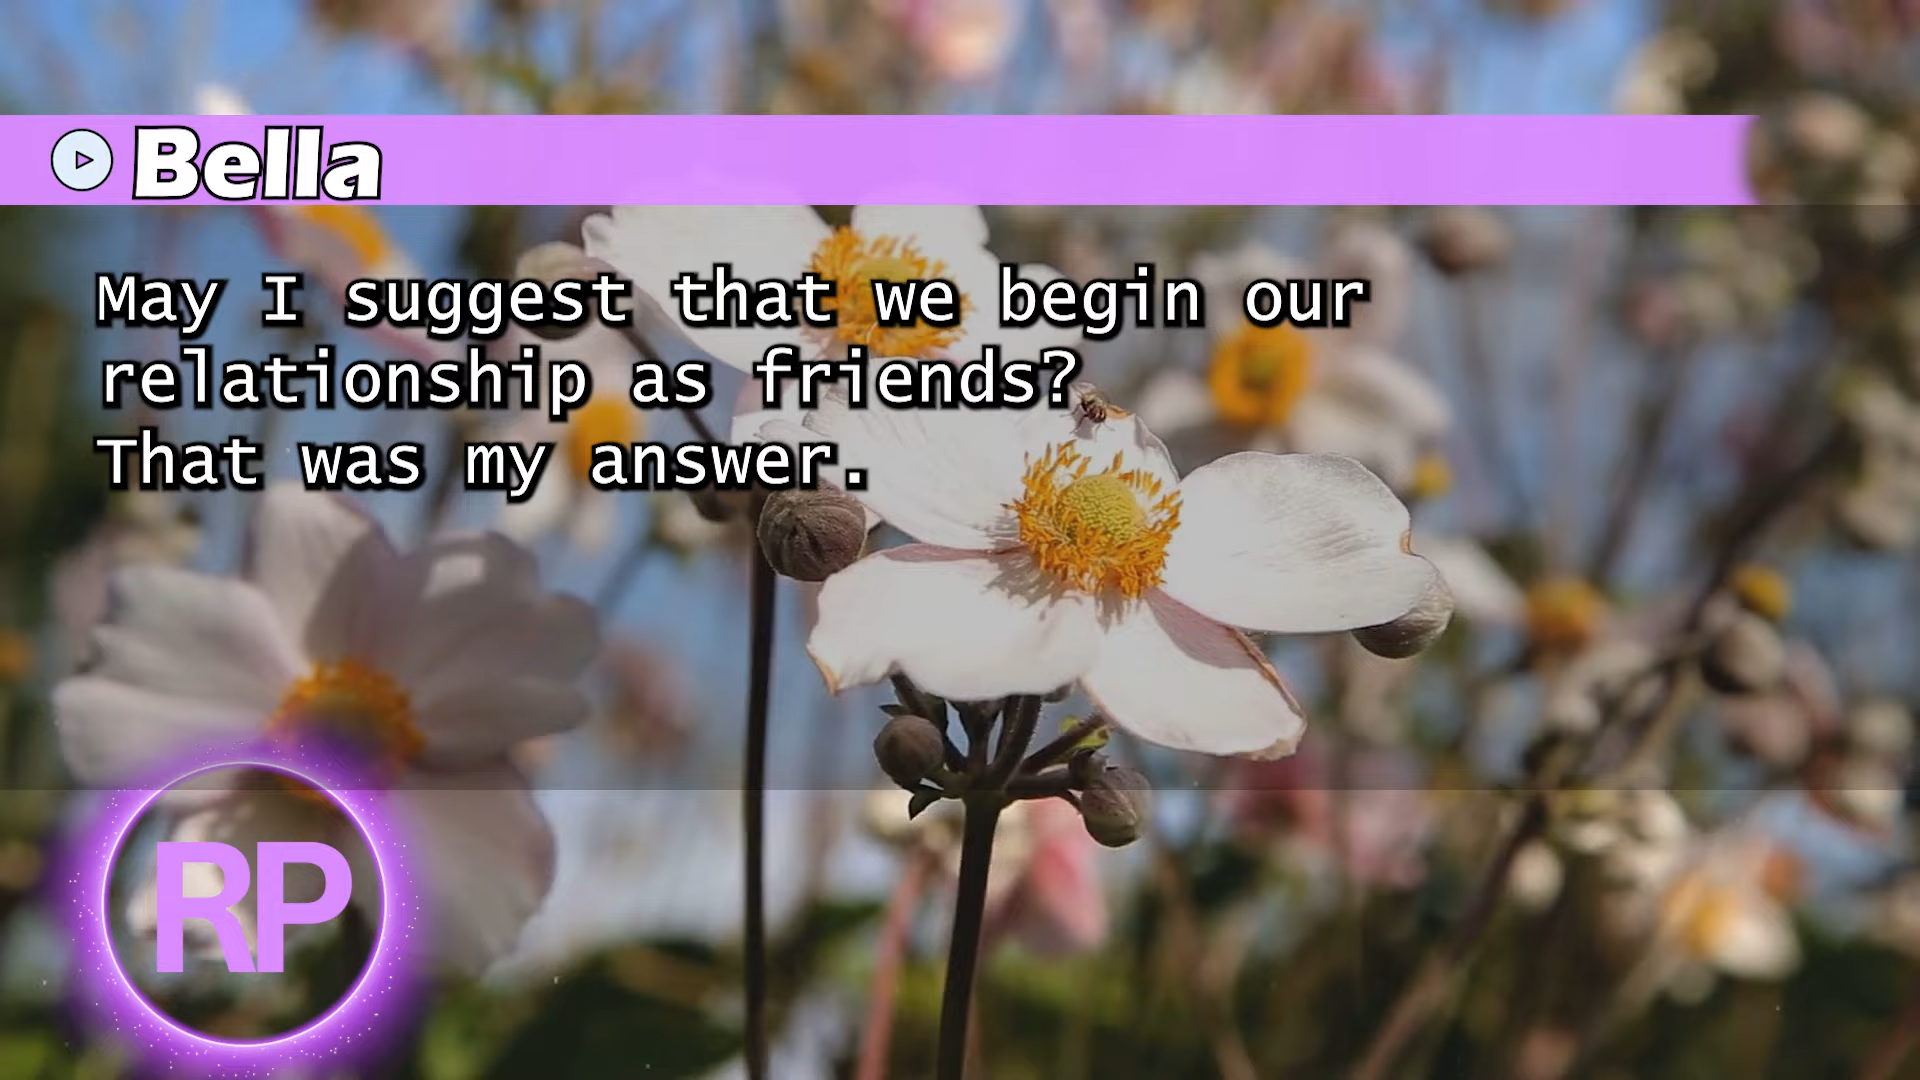 Bella
May I suggest that we begin our
relationship as friends?
That was my answer.
RP